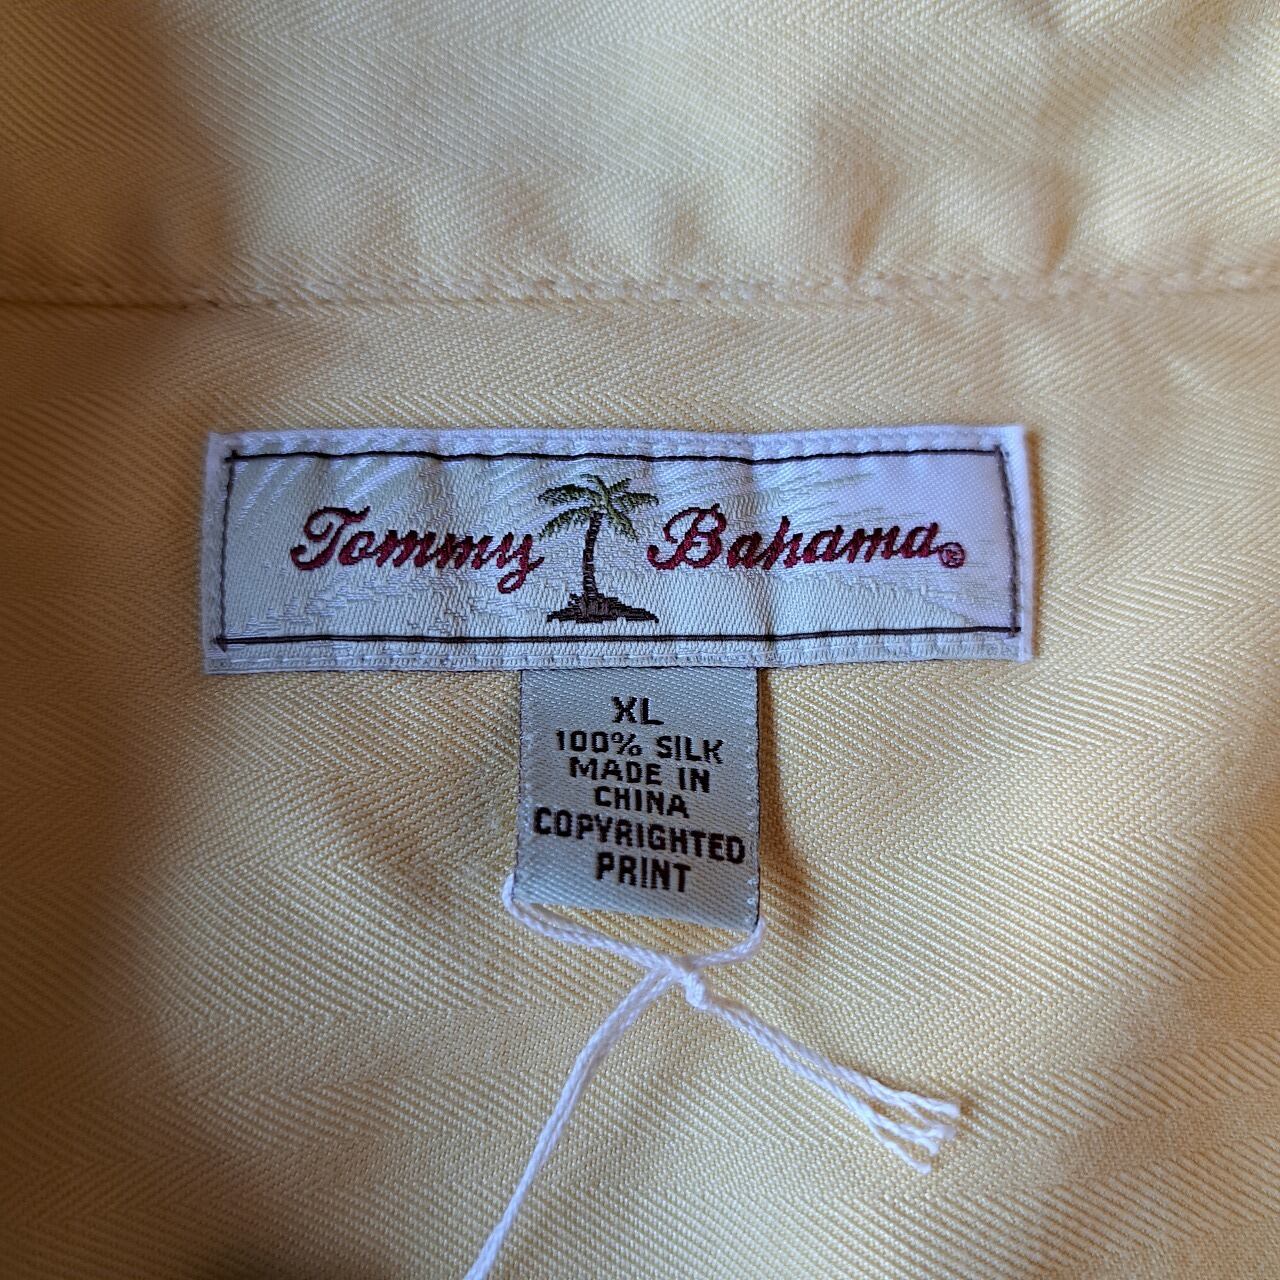 Tommy Bahama®
XL
100% SILK
MADE IN
CHINA
COPYRIGHTED
PRINT